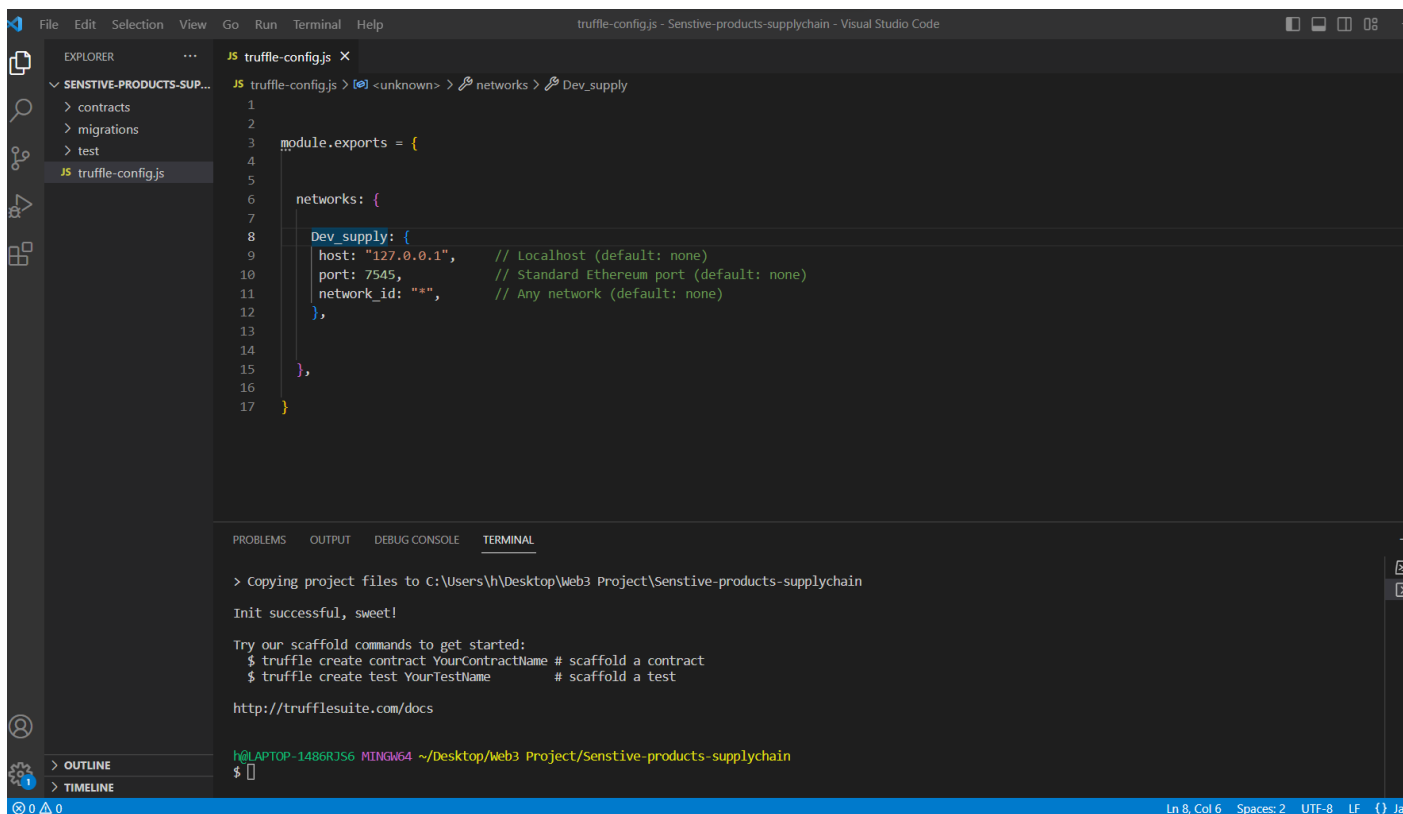 File Edit Selection View Go Run Terminal Help truffle-config.js - Senstive-products-supplychain - Visual Studio Code
EXPLORER ...
SENSTIVE-PRODUCTS-SUP...
> contracts
> migrations
> test
JS truffle-config.js
> OUTLINE
> TIMELINE
1
JS truffle-config.js X
JS truffle-config.js > <unknown> > networks > Dev_supply
1
2
3 module.exports = {
4
5
6 networks: {
7
8 Dev_supply: {
9 host: "127.0.0.1", // Localhost (default: none)
10 port: 7545, // Standard Ethereum port (default: none)
11 network_id: "*", // Any network (default: none)
12 },
13
14
15 },
16
17 }
PROBLEMS OUTPUT DEBUG CONSOLE TERMINAL
> Copying project files to C:\Users\h\Desktop\Web3 Project\Senstive-products-supplychain
Init successful, sweet!
Try our scaffold commands to get started:
$ truffle create contract YourContractName # scaffold a contract
$ truffle create test YourTestName # scaffold a test
http://trufflesuite.com/docs
h@LAPTOP-1486RJS6 MINGW64 ~/Desktop/Web3 Project/Senstive-products-supplychain
$
0 0 Ln 8, Col 6 Spaces: 2 UTF-8 LF {} Ja